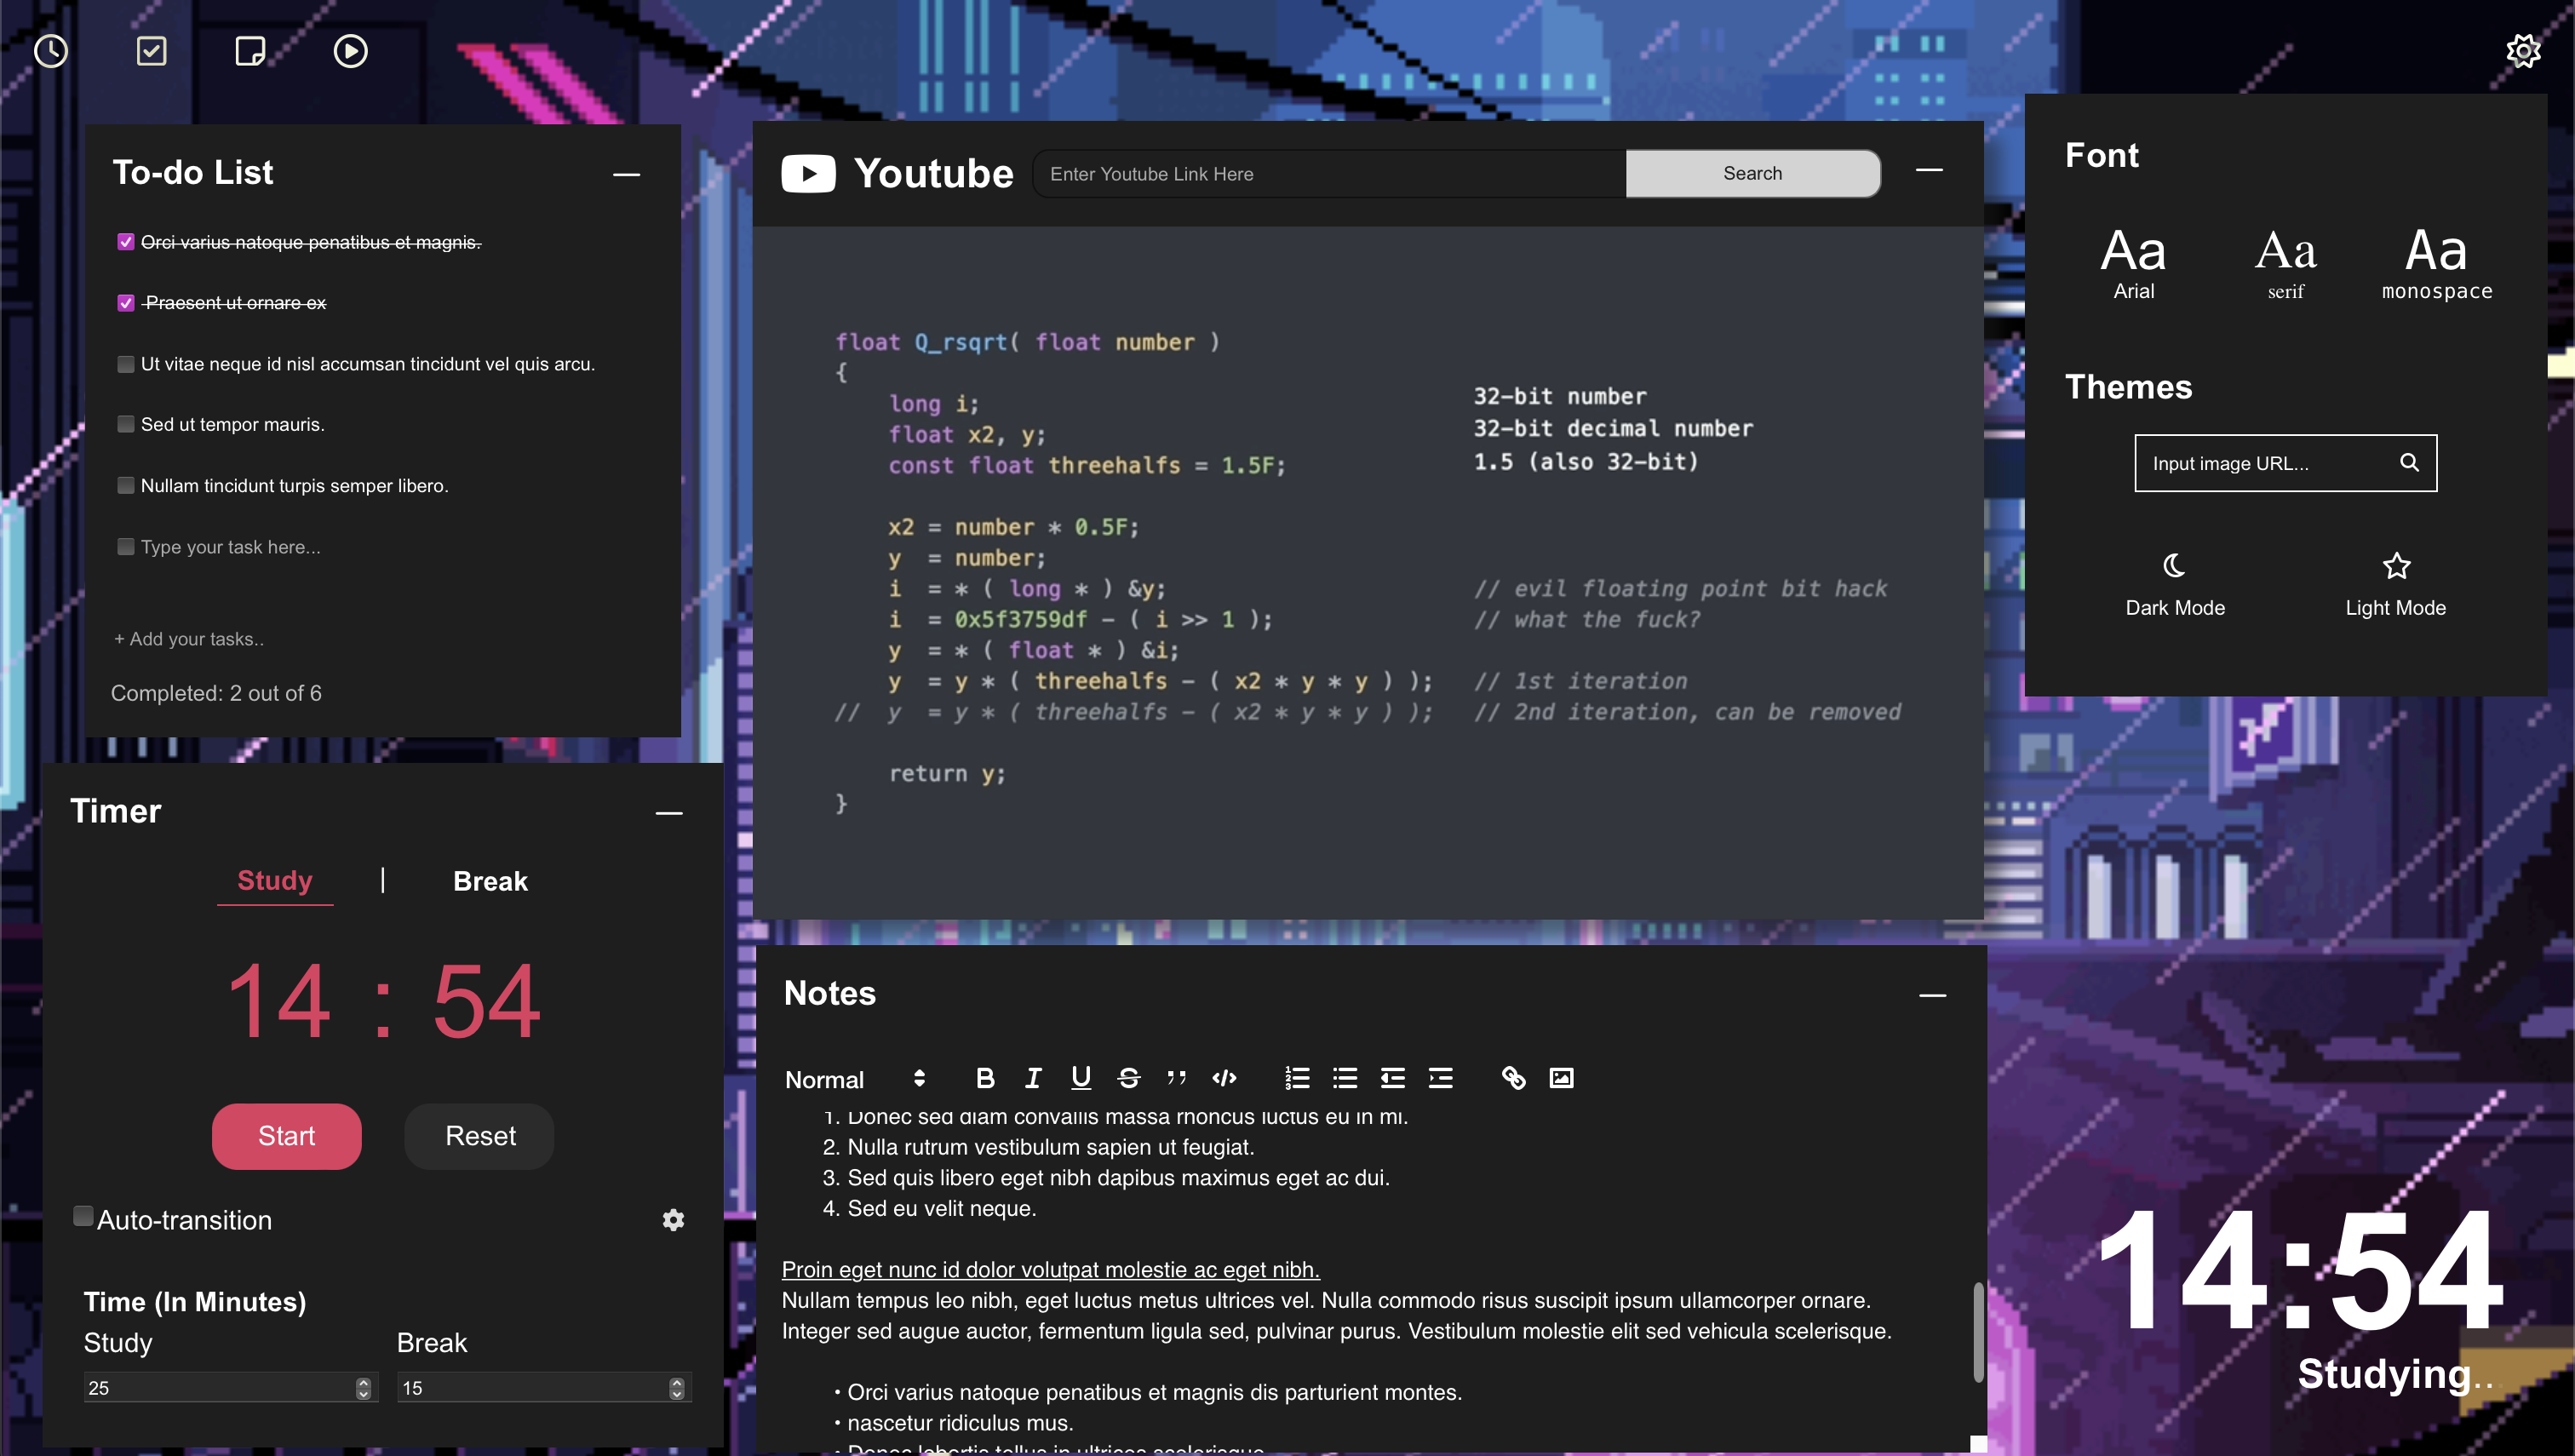 To-do List
Orci varius natoque penatibus et magnis.
Praesent ut ornare ex
Ut vitae neque id nisl accumsan tincidunt vel quis arcu.
Sed ut tempor mauris.
Nullam tincidunt turpis semper libero.
Type your task here...
+ Add your tasks..
Completed: 2 out of 6
Timer
Study | Break
14 : 54
Start Reset
Auto-transition
Time (In Minutes)
Study Break
25 15
Youtube Enter Youtube Link Here Search
float Q_rsqrt( float number )
{
long i; 32-bit number
float x2, y; 32-bit decimal number
const float threehalfs = 1.5F; 1.5 (also 32-bit)
x2 = number * 0.5F;
y = number;
i = * ( long * ) &y; // evil floating point bit hack
i = 0x5f3759df - ( i >> 1 ); // what the fuck?
y = * ( float * ) &i;
y = y * ( threehalfs - ( x2 * y * y ) ); // 1st iteration
// y = y * ( threehalfs - ( x2 * y * y ) ); // 2nd iteration, can be removed
return y;
}
Notes
Normal B I U S
1. Donec sed diam convallis massa rhoncus luctus eu in mi.
2. Nulla rutrum vestibulum sapien ut feugiat.
3. Sed quis libero eget nibh dapibus maximus eget ac dui.
4. Sed eu velit neque.
Proin eget nunc id dolor volutpat molestie ac eget nibh.
Nullam tempus leo nibh, eget luctus metus ultrices vel. Nulla commodo risus suscipit ipsum ullamcorper ornare.
Integer sed augue auctor, fermentum ligula sed, pulvinar purus. Vestibulum molestie elit sed vehicula scelerisque.
• Orci varius natoque penatibus et magnis dis parturient montes.
• nascetur ridiculus mus.
• Donec lobortis tellus in ultrices scelerisque
Font
Aa Aa Aa
Arial serif monospace
Themes
Input image URL...
Dark Mode Light Mode
14:54
Studying...